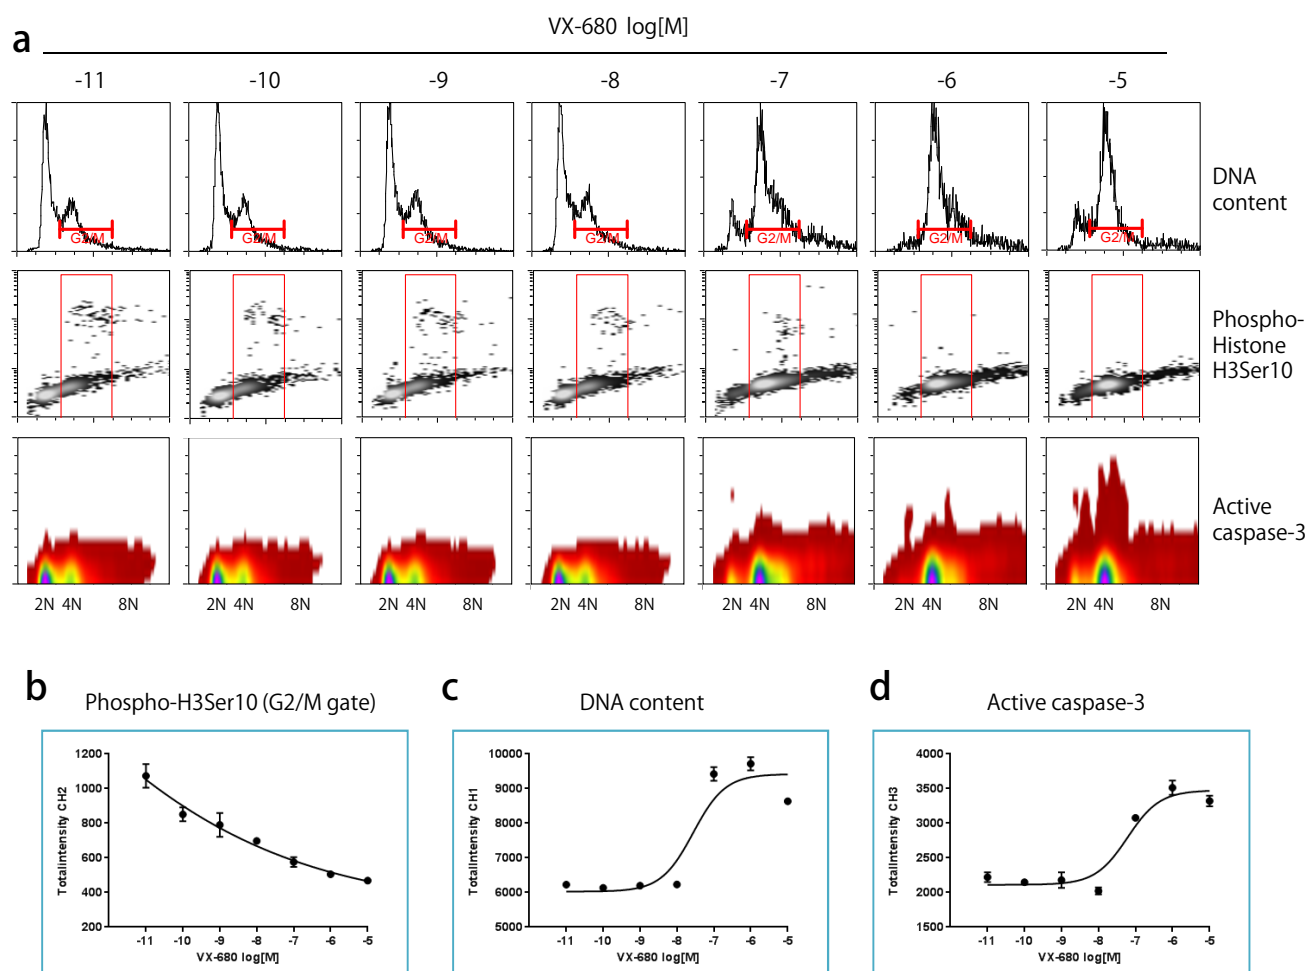 a
VX-680 log[M]
-11 -10 -9 -8 -7 -6 -5
G2/M G2/M G2/M G2/M G2/M G2/M G2/M
DNA
content
Phospho-
Histone
H3Ser10
Active
caspase-3
2N 4N 8N 2N 4N 8N 2N 4N 8N 2N 4N 8N 2N 4N 8N 2N 4N 8N 2N 4N 8N
b
Phospho-H3Ser10 (G2/M gate)
TotalIntensity CH2
1200
1000
800
600
400
200
-11 -10 -9 -8 -7 -6 -5
VX-680 log[M]
c
DNA content
TotalIntensity CH1
10000
9000
8000
7000
6000
5000
-11 -10 -9 -8 -7 -6 -5
VX-680 log[M]
d
Active caspase-3
TotalIntensity CH3
4000
3500
3000
2500
2000
1500
-11 -10 -9 -8 -7 -6 -5
VX-680 log[M]